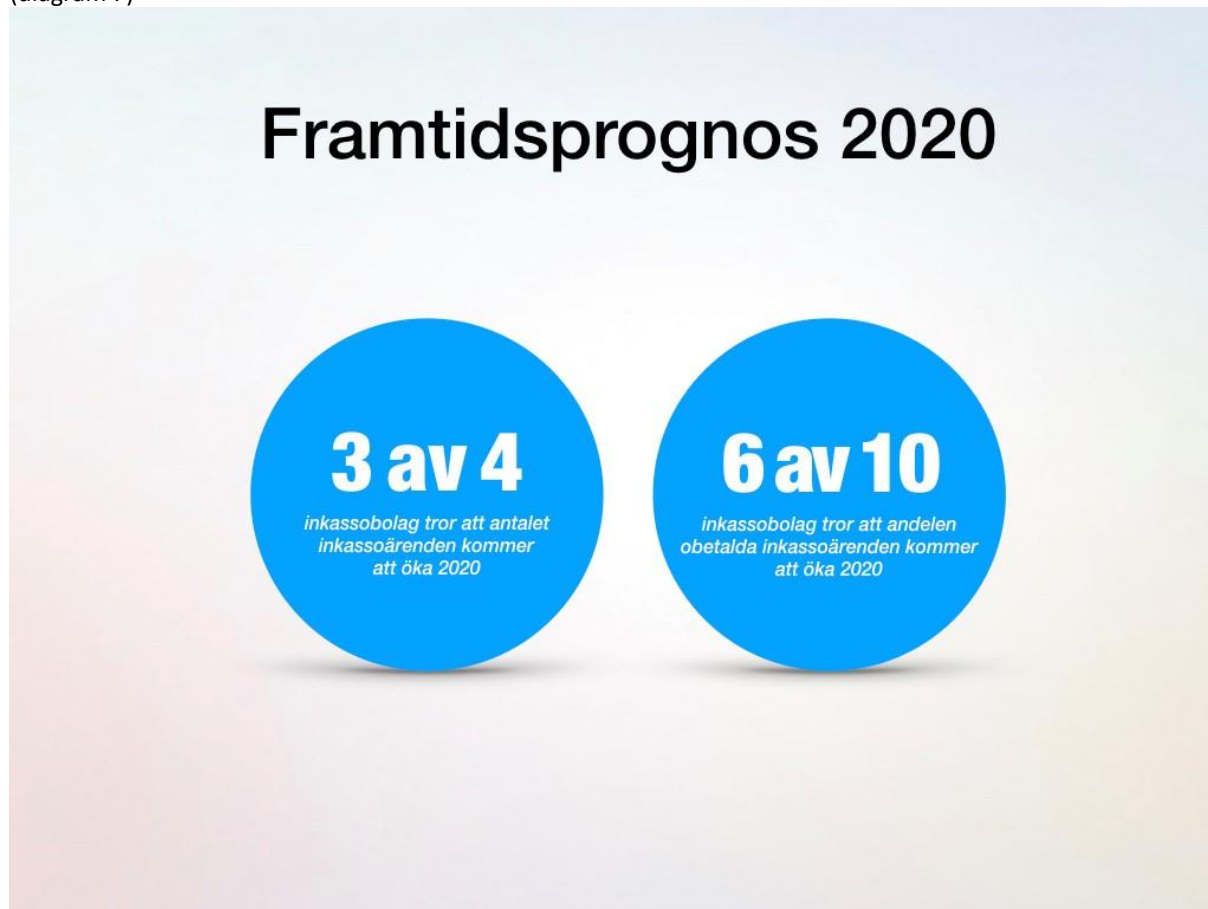 Framtidsprognos 2020
3 av 4
inkassobolag tror att antalet
inkassoärenden kommer
att öka 2020
6 av 10
inkassobolag tror att andelen
obetalda inkassoärenden kommer
att öka 2020